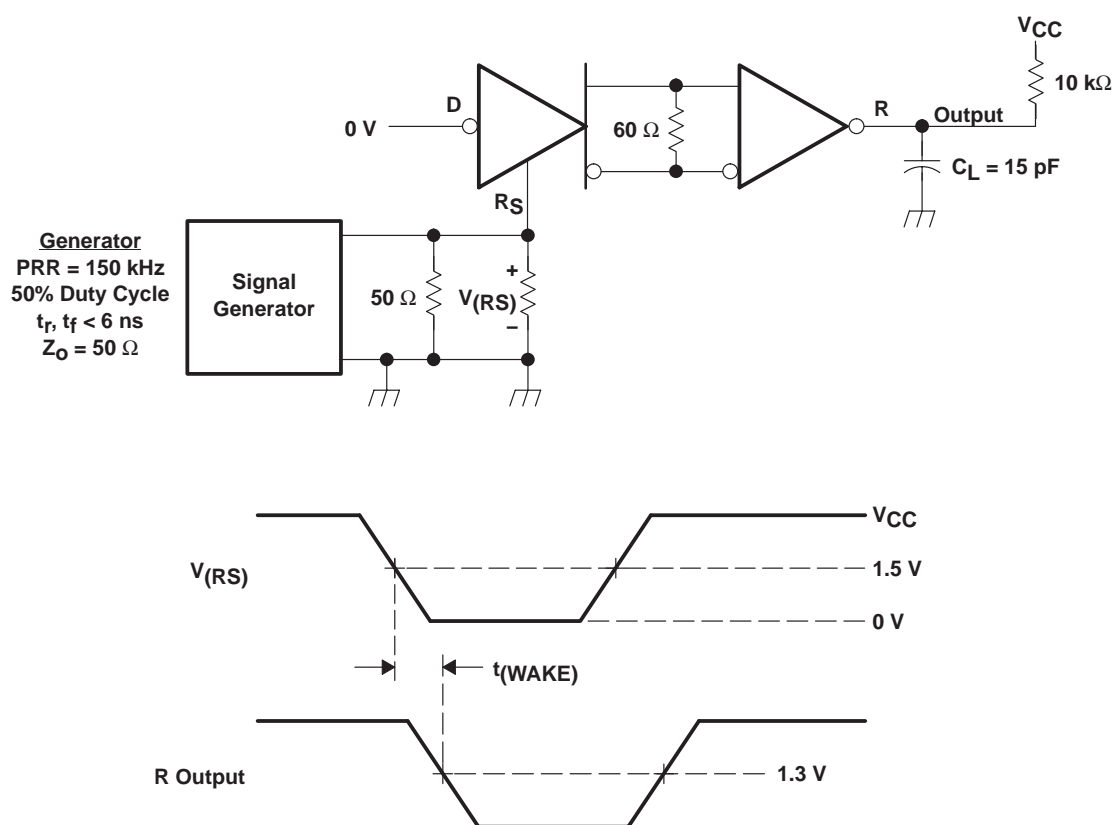 VCC
10 kΩ
D
0 V
60 Ω
R
Output
CL = 15 pF
RS
Generator
PRR = 150 kHz
50% Duty Cycle
tr, tf < 6 ns
Zo = 50 Ω
Signal
Generator
50 Ω
+
V(RS)
–
VCC
V(RS)
1.5 V
0 V
t(WAKE)
R Output
1.3 V